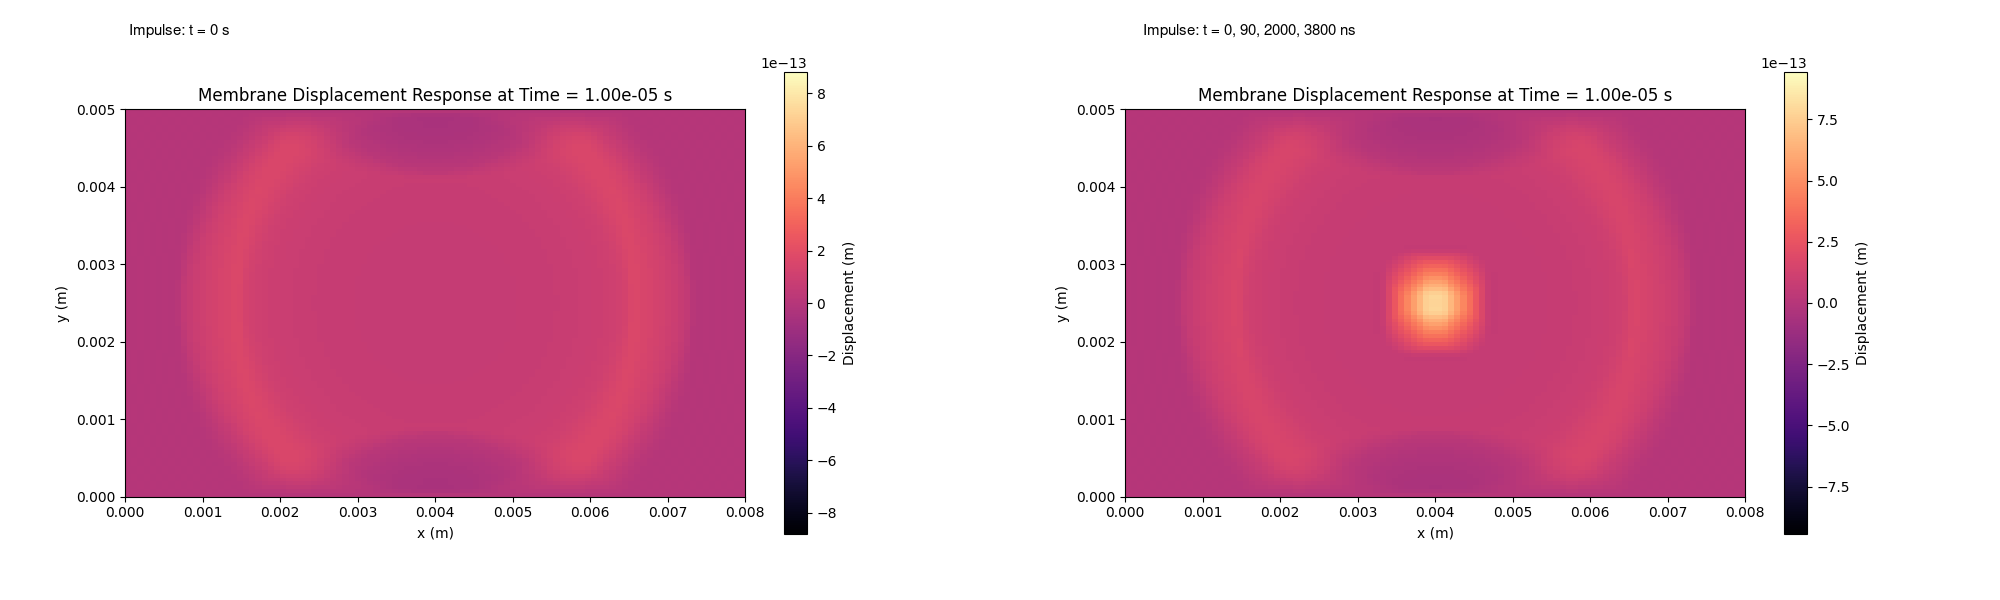 Impulse: t = 0 s
1e−13
Membrane Displacement Response at Time = 1.00e-05 s
0.005
0.004
0.003
0.002
0.001
0.000
y (m)
0.000 0.001 0.002 0.003 0.004 0.005 0.006 0.007 0.008
x (m)
8
6
4
2
0
−2
−4
−6
−8
Displacement (m)
Impulse: t = 0, 90, 2000, 3800 ns
1e−13
Membrane Displacement Response at Time = 1.00e-05 s
0.005
0.004
0.003
0.002
0.001
0.000
y (m)
0.000 0.001 0.002 0.003 0.004 0.005 0.006 0.007 0.008
x (m)
7.5
5.0
2.5
0.0
−2.5
−5.0
−7.5
Displacement (m)